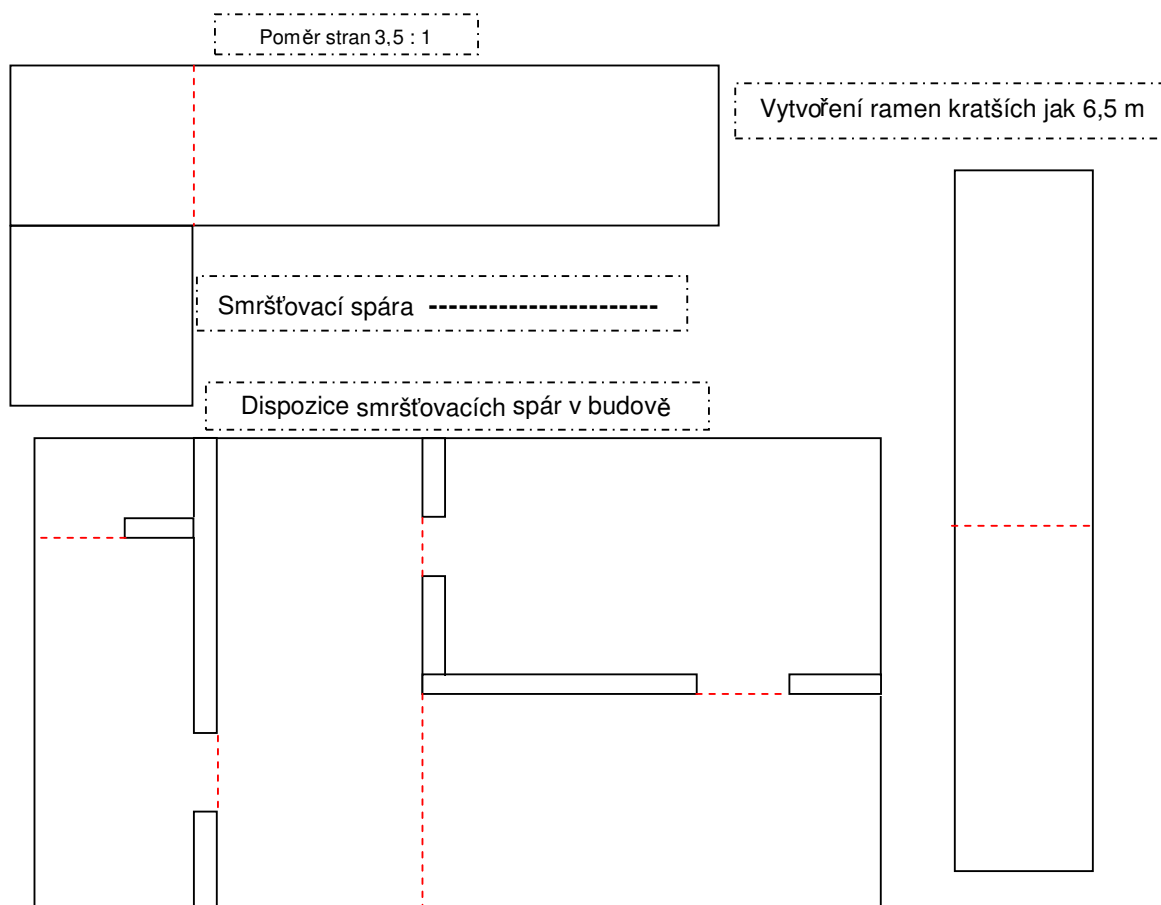 Poměr stran 3,5 : 1
Vytvoření ramen kratších jak 6,5 m
Smršťovací spára -----------------------
Dispozice smršťovacích spár v budově